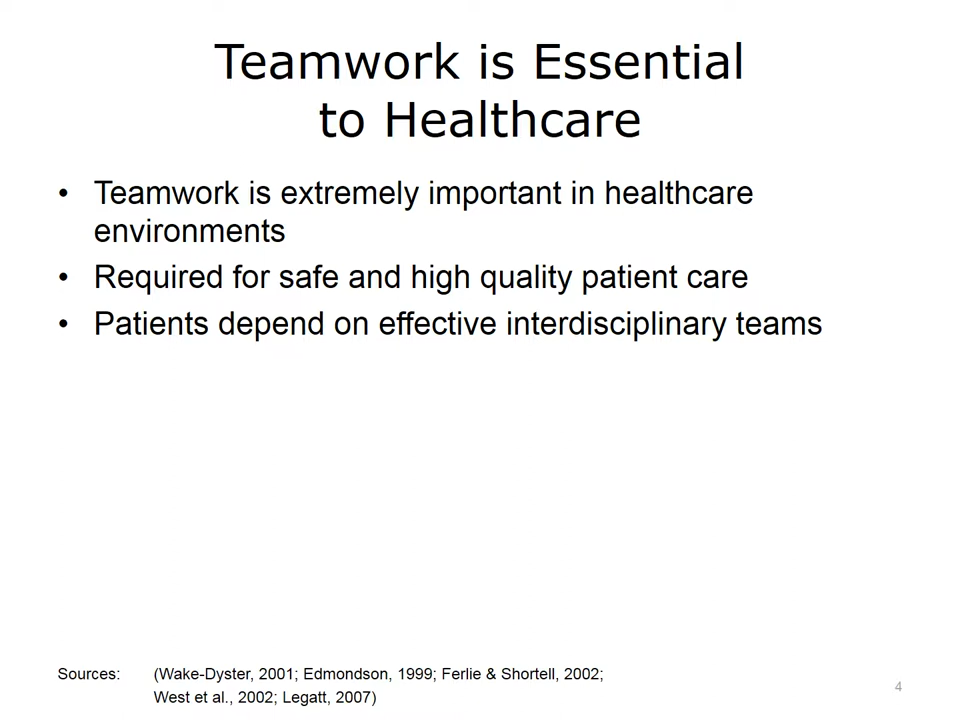 Teamwork is Essential
to Healthcare
• Teamwork is extremely important in healthcare
environments
• Required for safe and high quality patient care
• Patients depend on effective interdisciplinary teams
Sources: (Wake-Dyster, 2001; Edmondson, 1999; Ferlie & Shortell, 2002;
West et al., 2002; Legatt, 2007)
4